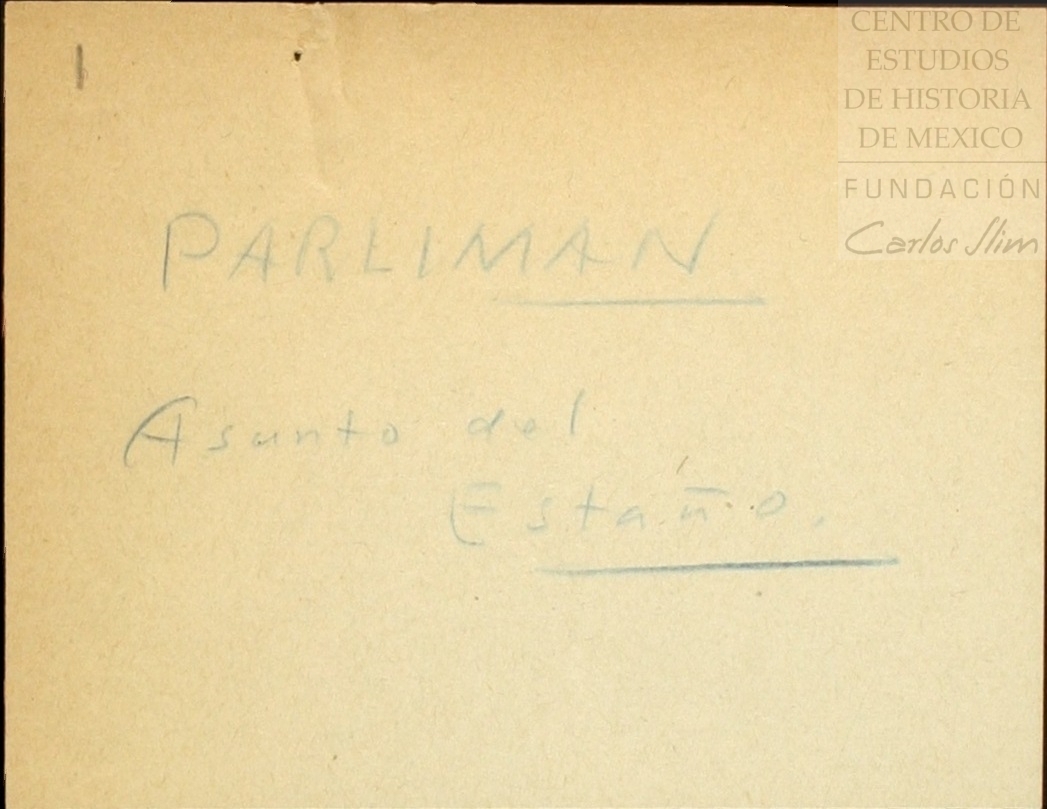 CENTRO DE
ESTUDIOS
DE HISTORIA
DE MEXICO
FUNDACIÓN
Carlos Slim
PARLIMAN
Asunto del
Estaño.